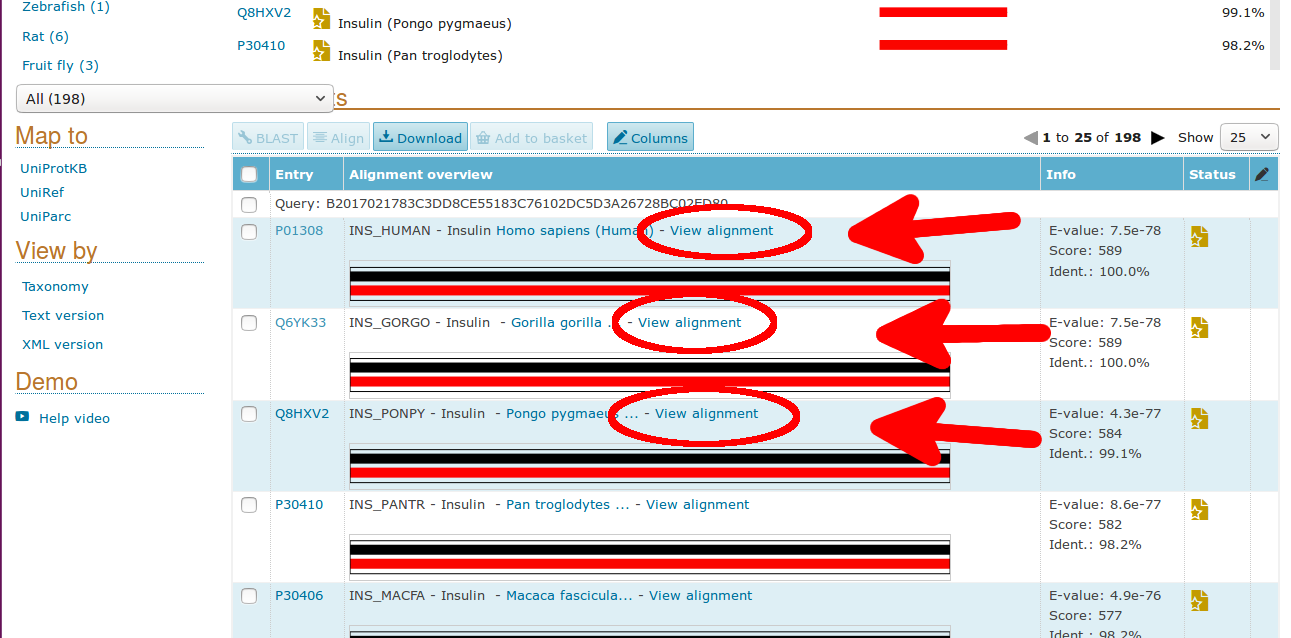 Zebrafish (1)
Rat (6)
Fruit fly (3)
All (198)
Q8HXV2 Insulin (Pongo pygmaeus) 99.1%
P30410 Insulin (Pan troglodytes) 98.2%
Map to
UniProtKB
UniRef
UniParc
View by
Taxonomy
Text version
XML version
Demo
Help video
BLAST Align Download Add to basket Columns 1 to 25 of 198 Show 25
Entry Alignment overview Info Status
Query: B2017021783C3DD8CE55183C76102DC5D3A26728BC02ED80
P01308 INS_HUMAN - Insulin Homo sapiens (Human) - View alignment E-value: 7.5e-78
Score: 589
Ident.: 100.0%
Q6YK33 INS_GORGO - Insulin - Gorilla gorilla ... - View alignment E-value: 7.5e-78
Score: 589
Ident.: 100.0%
Q8HXV2 INS_PONPY - Insulin - Pongo pygmaeus ... - View alignment E-value: 4.3e-77
Score: 584
Ident.: 99.1%
P30410 INS_PANTR - Insulin - Pan troglodytes ... - View alignment E-value: 8.6e-77
Score: 582
Ident.: 98.2%
P30406 INS_MACFA - Insulin - Macaca fascicula... - View alignment E-value: 4.9e-76
Score: 577
Ident.: 98.2%